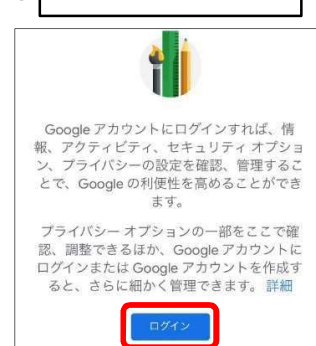 Google アカウントにログインすれば、情
報、アクティビティ、セキュリティ オプショ
ン、プライバシーの設定を確認、管理するこ
とで、Google の利便性を高めることができ
ます。
プライバシー オプションの一部をここで確
認、調整できるほか、Google アカウントに
ログインまたは Google アカウントを作成す
ると、さらに細かく管理できます。 詳細
ログイン